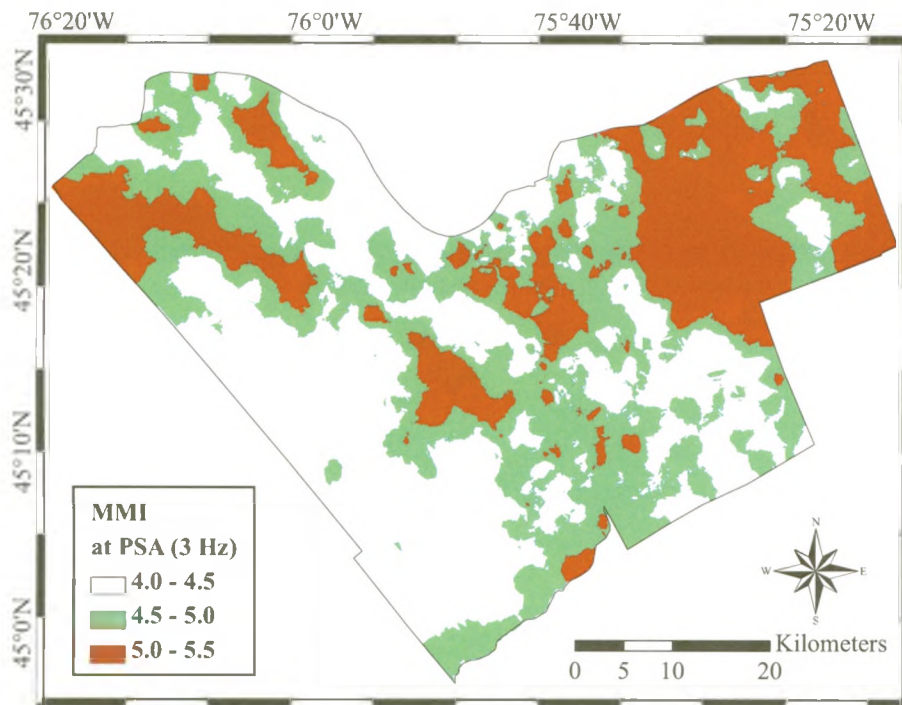 76°20'W 76°0'W 75°40'W 75°20'W
45°30'N
45°20'N
45°10'N
45°0'N
MMI
at PSA (3 Hz)
4.0 - 4.5
4.5 - 5.0
5.0 - 5.5
N
W E
S
Kilometers
0 5 10 20